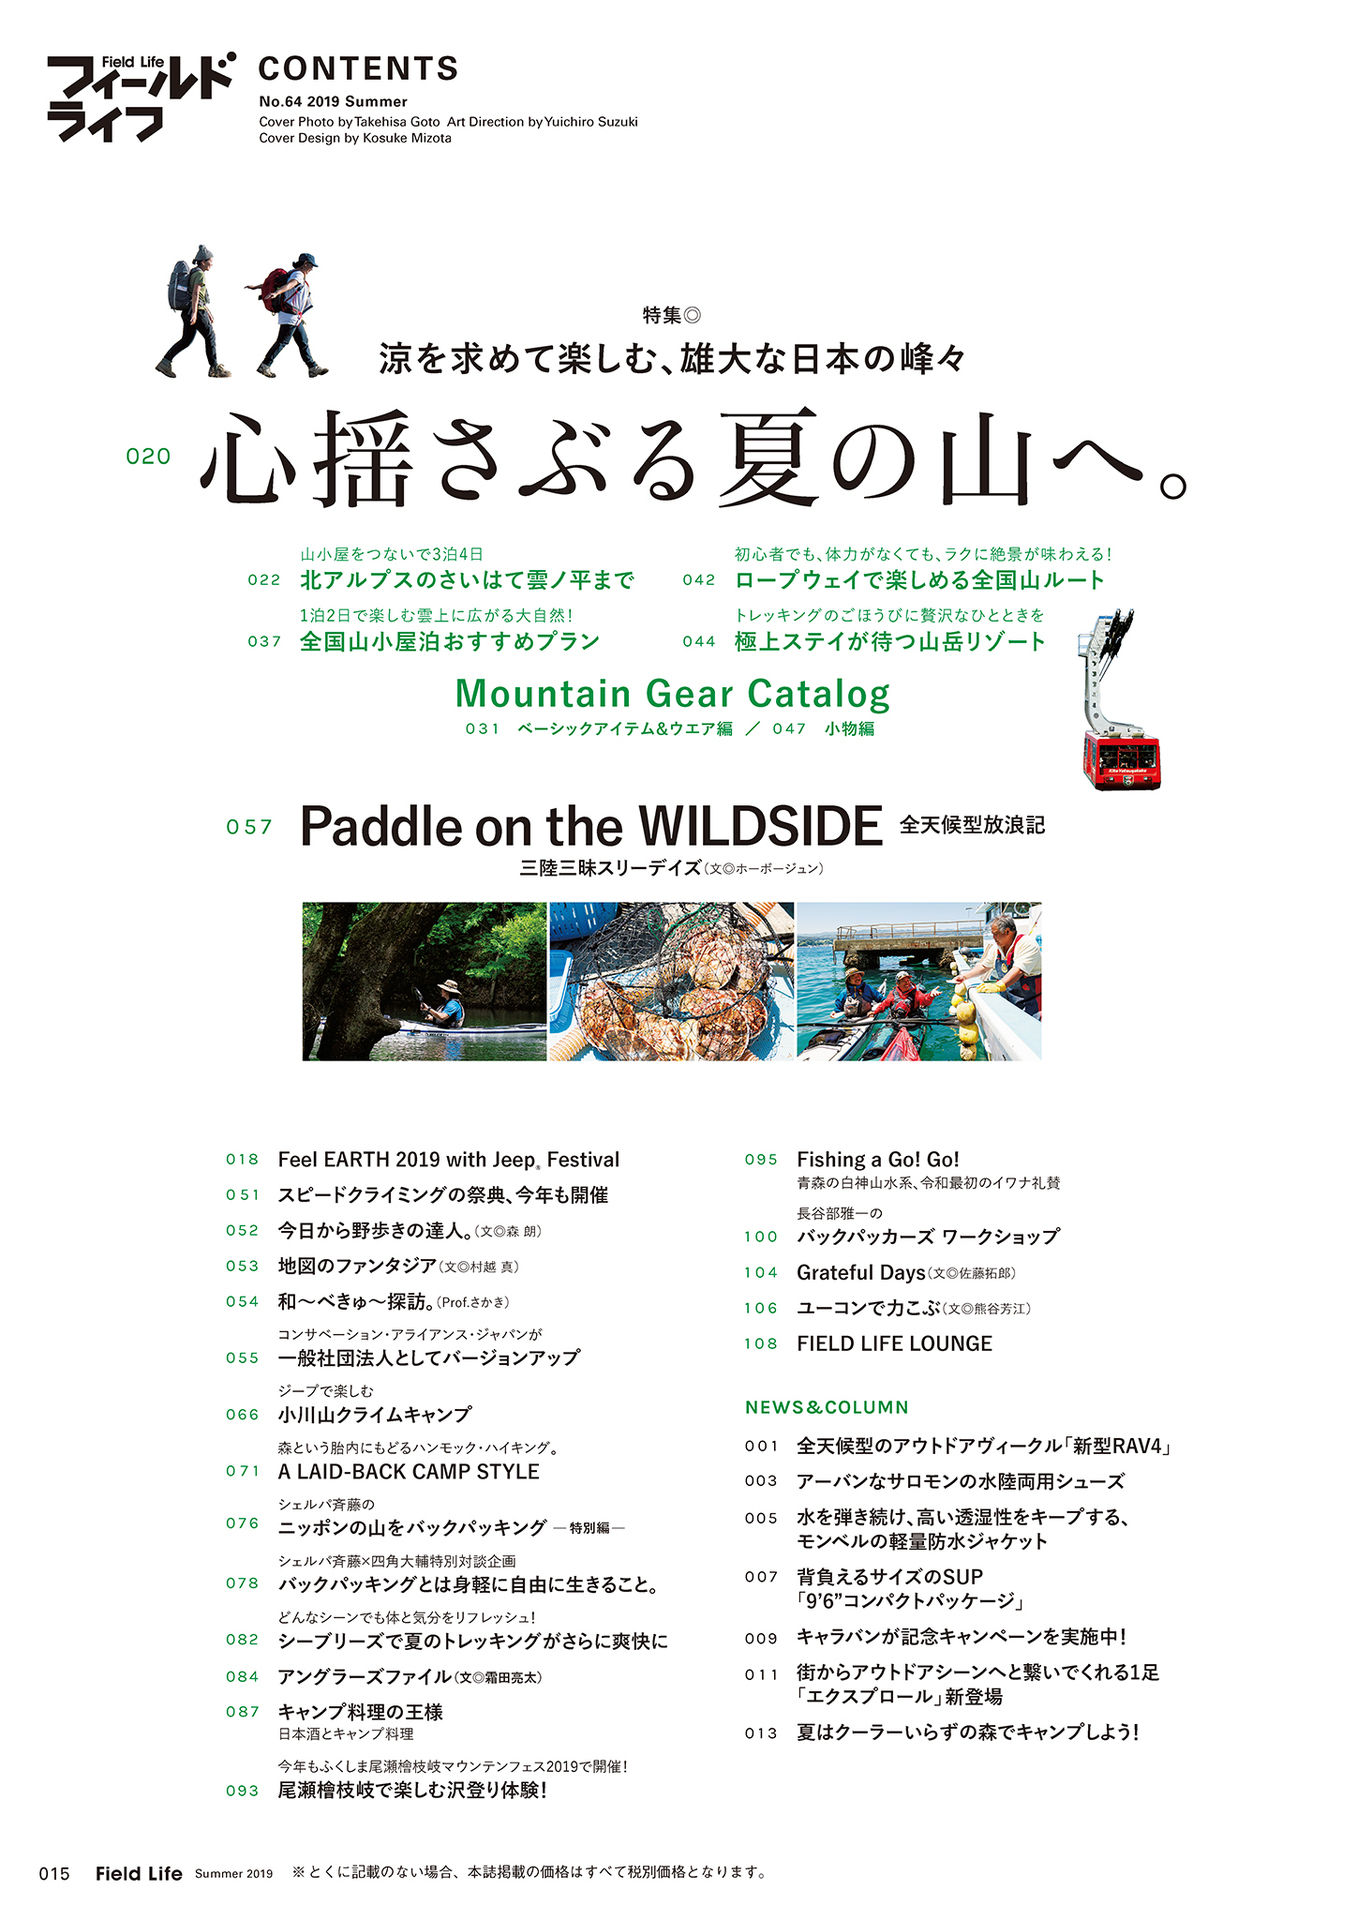 Field Life
フィールド
ライフ
CONTENTS
No.64 2019 Summer
Cover Photo by Takehisa Goto Art Direction by Yuichiro Suzuki
Cover Design by Kosuke Mizota
特集◎
涼を求めて楽しむ、雄大な日本の峰々
020 心揺さぶる夏の山へ。
山小屋をつないで3泊4日
022 北アルプスのさいはて雲ノ平まで
1泊2日で楽しむ雲上に広がる大自然！
037 全国山小屋泊おすすめプラン
初心者でも、体力がなくても、ラクに絶景が味わえる！
042 ロープウェイで楽しめる全国山ルート
トレッキングのごほうびに贅沢なひとときを
044 極上ステイが待つ山岳リゾート
Mountain Gear Catalog
031 ベーシックアイテム&ウエア編 ／ 047 小物編
Kita Yatsugatake
057 Paddle on the WILDSIDE 全天候型放浪記
三陸三昧スリーデイズ（文◎ホーボージュン）
018 Feel EARTH 2019 with Jeep® Festival
051 スピードクライミングの祭典、今年も開催
052 今日から野歩きの達人。（文◎森 朗）
053 地図のファンタジア（文◎村越 真）
054 和〜べきゅ〜探訪。（Prof.さかき）
コンサベーション・アライアンス・ジャパンが
055 一般社団法人としてバージョンアップ
ジープで楽しむ
066 小川山クライムキャンプ
森という胎内にもどるハンモック・ハイキング。
071 A LAID-BACK CAMP STYLE
シェルパ斉藤の
076 ニッポンの山をバックパッキング ― 特別編 ―
シェルパ斉藤×四角大輔特別対談企画
078 バックパッキングとは身軽に自由に生きること。
どんなシーンでも体と気分をリフレッシュ！
082 シーブリーズで夏のトレッキングがさらに爽快に
084 アングラーズファイル（文◎霜田亮太）
087 キャンプ料理の王様
日本酒とキャンプ料理
今年もふくしま尾瀬檜枝岐マウンテンフェス2019で開催！
093 尾瀬檜枝岐で楽しむ沢登り体験！
095 Fishing a Go! Go!
青森の白神山水系、令和最初のイワナ礼賛
長谷部雅一の
100 バックパッカーズ ワークショップ
104 Grateful Days（文◎佐藤拓郎）
106 ユーコンで力こぶ（文◎熊谷芳江）
108 FIELD LIFE LOUNGE
NEWS&COLUMN
001 全天候型のアウトドアヴィークル「新型RAV4」
003 アーバンなサロモンの水陸両用シューズ
005 水を弾き続け、高い透湿性をキープする、
モンベルの軽量防水ジャケット
007 背負えるサイズのSUP
「9’6”コンパクトパッケージ」
009 キャラバンが記念キャンペーンを実施中！
011 街からアウトドアシーンへと繋いでくれる1足
「エクスプロール」新登場
013 夏はクーラーいらずの森でキャンプしよう！
015 Field Life Summer 2019 ※とくに記載のない場合、本誌掲載の価格はすべて税別価格となります。